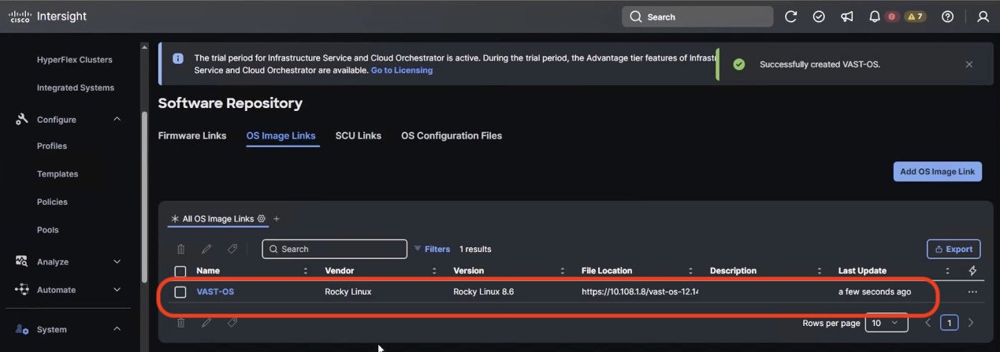 CISCO Intersight
Search
7
HyperFlex Clusters
Integrated Systems
Configure
Profiles
Templates
Policies
Pools
Analyze
Automate
System
The trial period for Infrastructure Service and Cloud Orchestrator is active. During the trial period, the Advantage tier features of
Service and Cloud Orchestrator are available. Go to Licensing
Successfully created VAST-OS.
Software Repository
Firmware Links OS Image Links SCU Links OS Configuration Files
Add OS Image Link
All OS Image Links
Search Filters 1 results Export
Name Vendor Version File Location Description Last Update
VAST-OS Rocky Linux Rocky Linux 8.6 https://10.108.1.8/vast-os-12.14 a few seconds ago
Rows per page 10 1